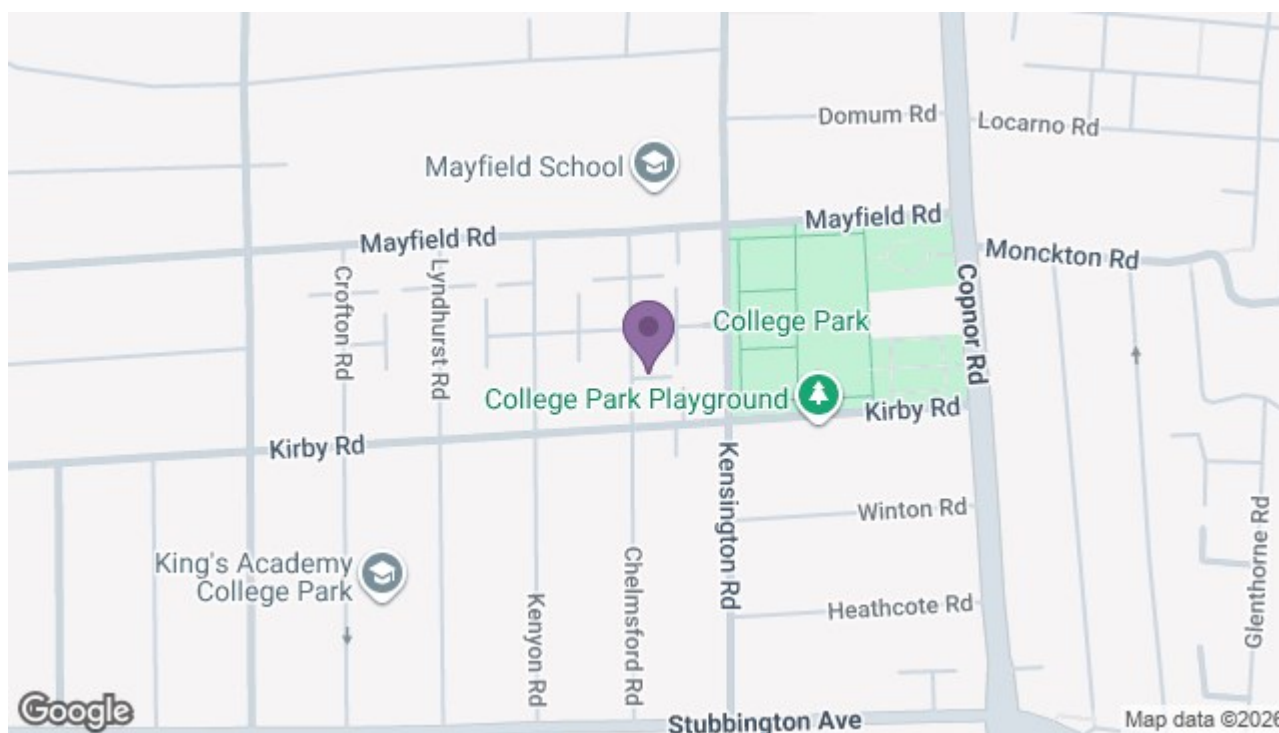 Domum Rd
Locarno Rd
Mayfield School
Mayfield Rd
Mayfield Rd
Monckton Rd
Crofton Rd
Lyndhurst Rd
College Park
Copnor Rd
College Park Playground
Kirby Rd
Kirby Rd
Kensington Rd
Winton Rd
Glenthorne Rd
King's Academy
College Park
Kenyon Rd
Chelmsford Rd
Heathcote Rd
Google
Stubbington Ave
Map data ©2026